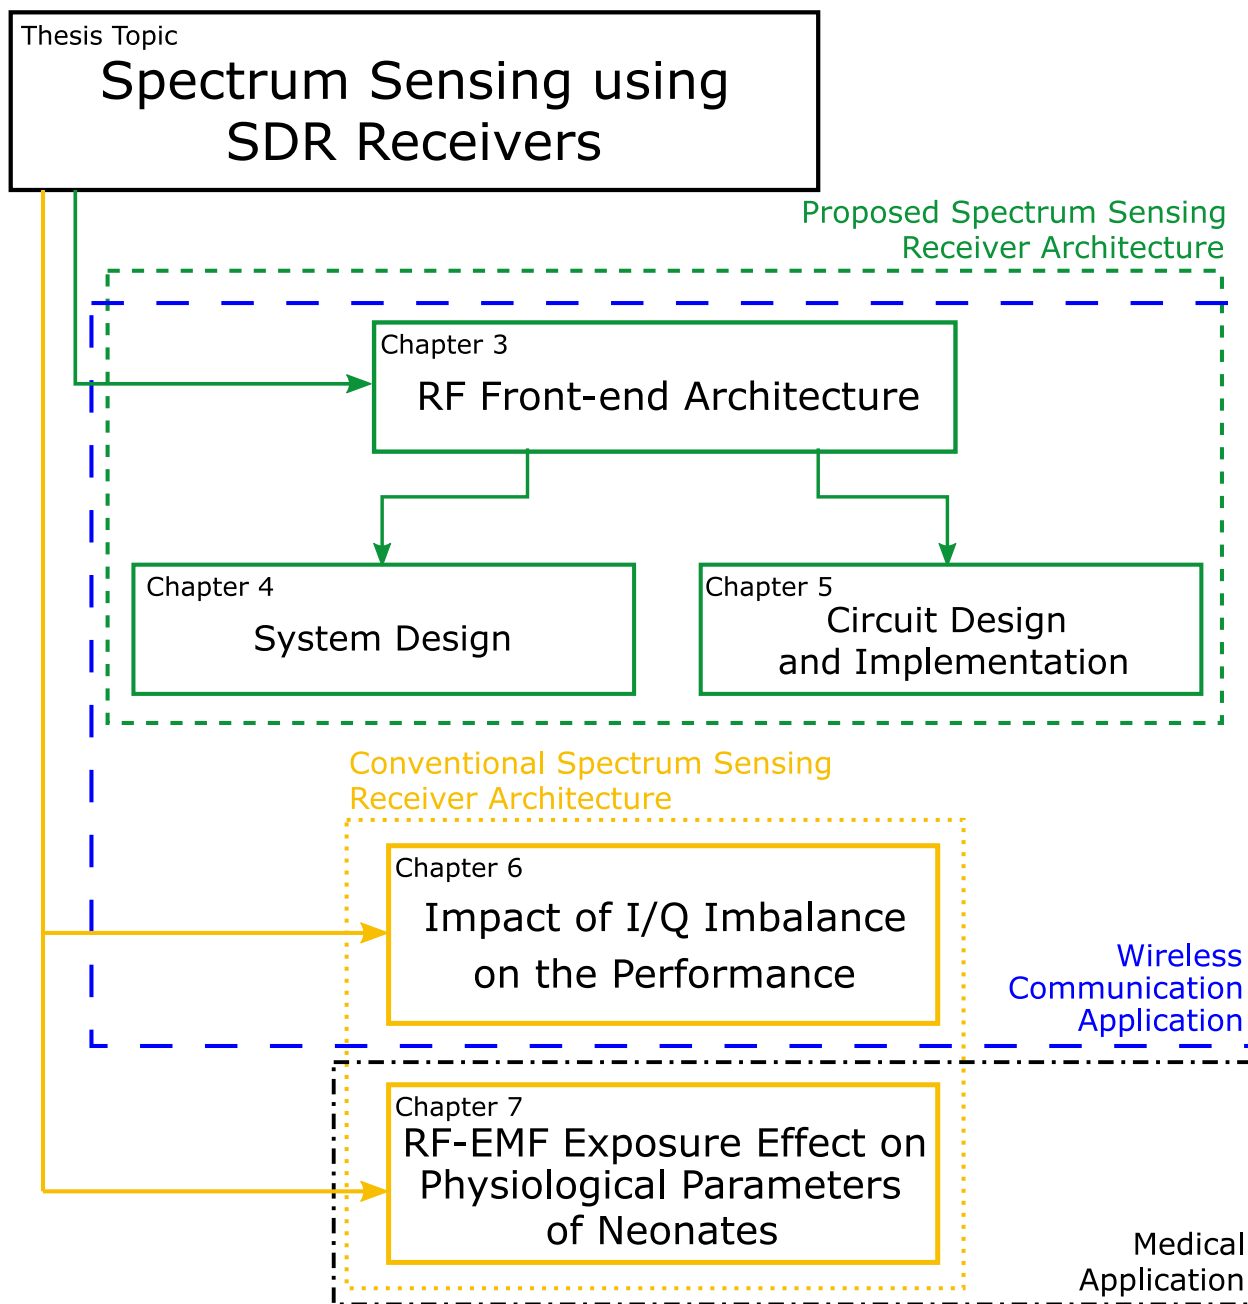 Thesis Topic
Spectrum Sensing using
SDR Receivers
Proposed Spectrum Sensing
Receiver Architecture
Chapter 3
RF Front-end Architecture
Chapter 4
System Design
Chapter 5
Circuit Design
and Implementation
Conventional Spectrum Sensing
Receiver Architecture
Chapter 6
Impact of I/Q Imbalance
on the Performance
Wireless
Communication
Application
Chapter 7
RF-EMF Exposure Effect on
Physiological Parameters
of Neonates
Medical
Application